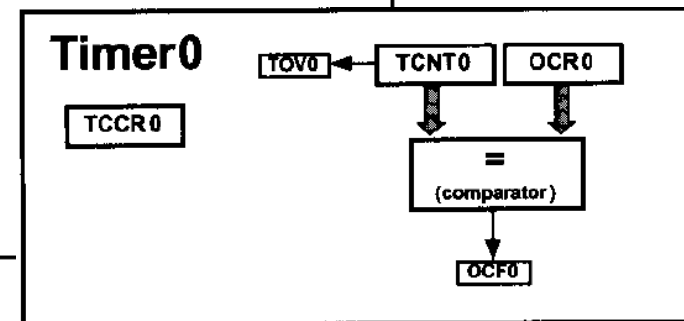 Timer0
TOV0
TCNT0
OCR0
TCCR0
=
(comparator)
OCF0